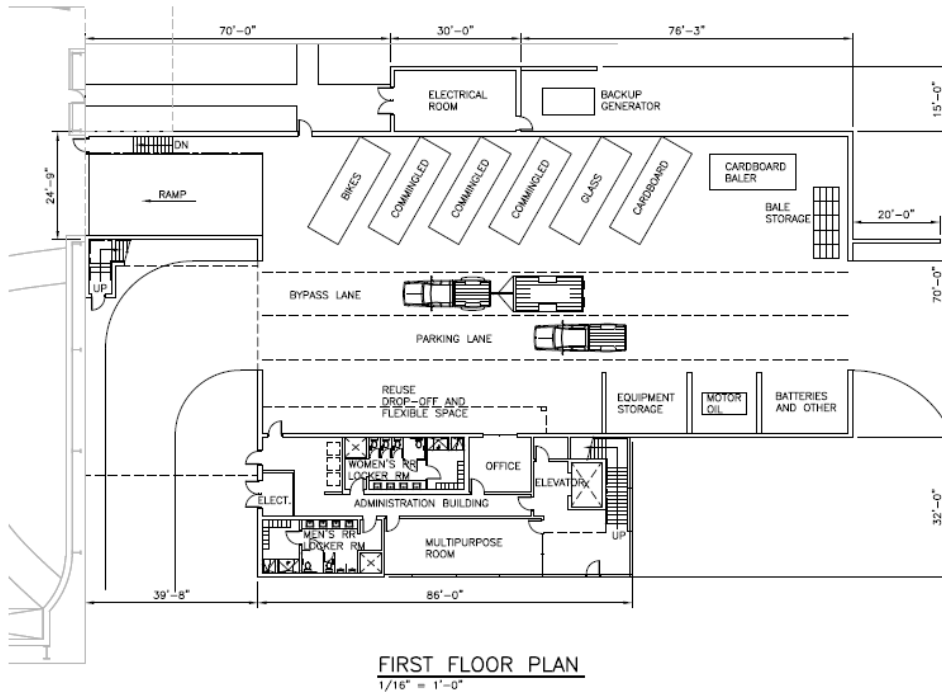 70'-0"
30'-0"
76'-3"
ELECTRICAL
ROOM
BACKUP
GENERATOR
15'-0"
DN
24'-9"
RAMP
BIKES
COMMINGLED
COMMINGLED
COMMINGLED
GLASS
CARDBOARD
CARDBOARD
BALER
BALE
STORAGE
20'-0"
UP
BYPASS LANE
70'-0"
PARKING LANE
REUSE
DROP-OFF AND
FLEXIBLE SPACE
EQUIPMENT
STORAGE
MOTOR
OIL
BATTERIES
AND OTHER
WOMEN'S RR
LOCKER RM
OFFICE
ELEVATOR
ELECT.
ADMINISTRATION BUILDING
MEN'S RR
LOCKER RM
MULTIPURPOSE
ROOM
UP
32'-0"
39'-8"
86'-0"
FIRST FLOOR PLAN
1/16" = 1'-0"